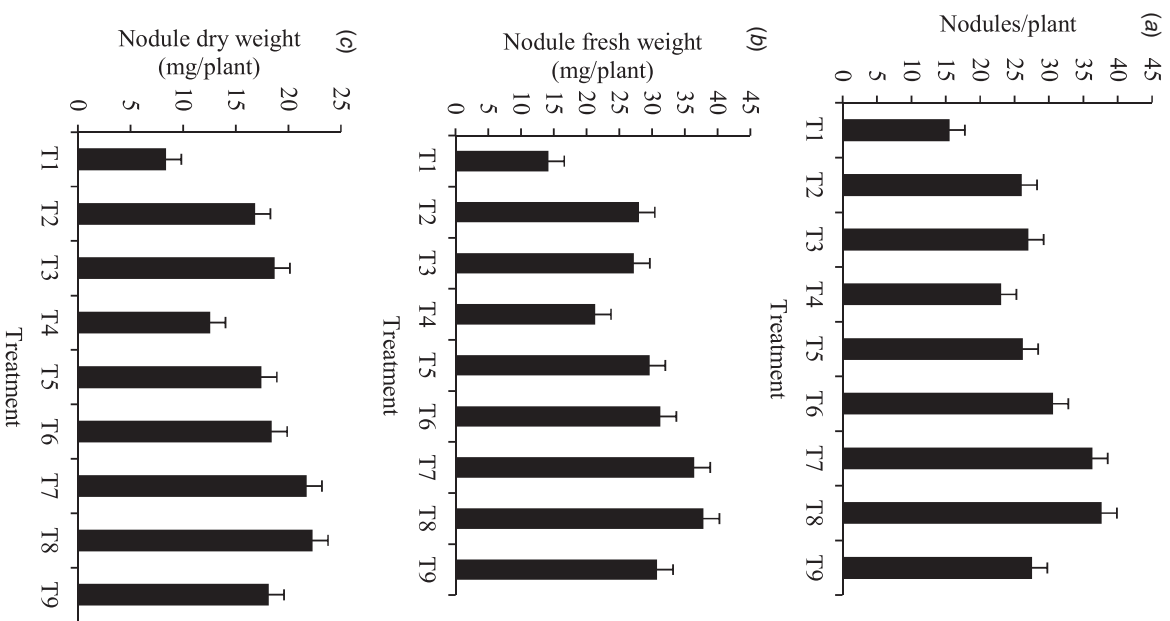 (a)
Nodules/plant
45
40
35
30
25
20
15
10
5
0
T1 T2 T3 T4 T5 T6 T7 T8 T9
Treatment
(b)
Nodule fresh weight
(mg/plant)
45
40
35
30
25
20
15
10
5
0
T1 T2 T3 T4 T5 T6 T7 T8 T9
Treatment
(c)
Nodule dry weight
(mg/plant)
25
20
15
10
5
0
T1 T2 T3 T4 T5 T6 T7 T8 T9
Treatment